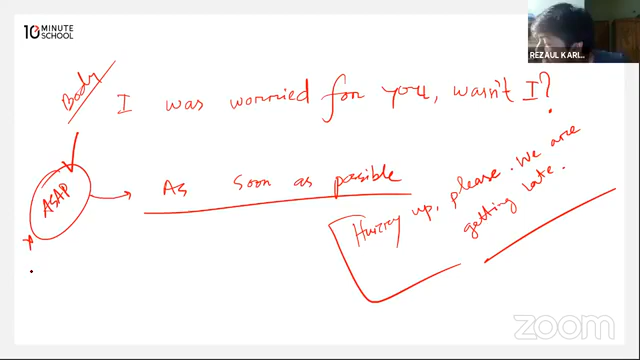 10 MINUTE
SCHOOL
REZAUL KARI...
Body
I was worried for you, wasn't I?
ASAP
As soon as possible
Hurry up, please. We are
getting late.
zoom